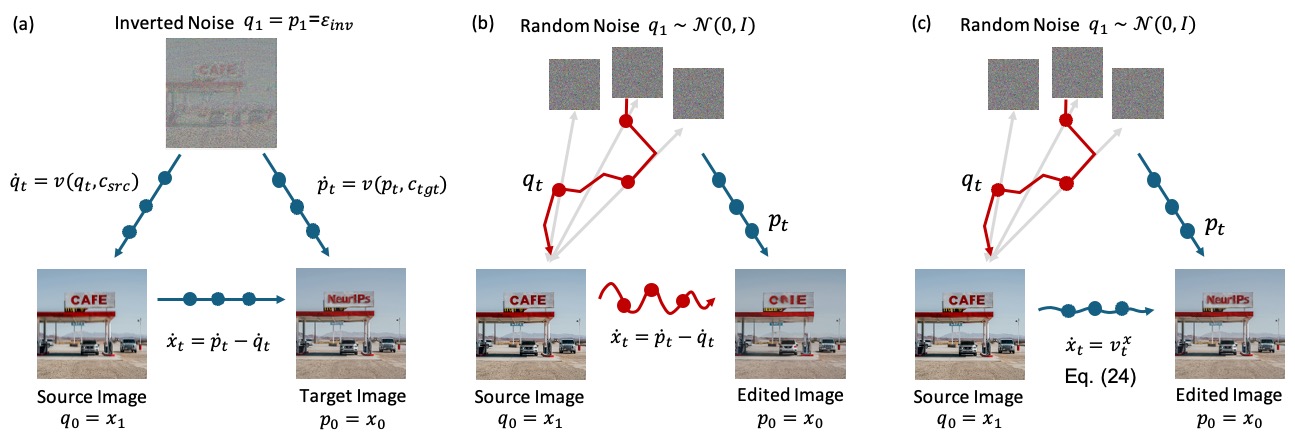 (a)
Inverted Noise $q_1 = p_1 = \varepsilon_{inv}$
CAFE
$\dot{q}_t = v(q_t, c_{src})$
$\dot{p}_t = v(p_t, c_{tgt})$
CAFE
NeurIPs
$\dot{x}_t = \dot{p}_t - \dot{q}_t$
Source Image
$q_0 = x_1$
Target Image
$p_0 = x_0$
(b)
Random Noise $q_1 \sim \mathcal{N}(0, I)$
$q_t$
$p_t$
CAFE
$\dot{x}_t = \dot{p}_t - \dot{q}_t$
Source Image
$q_0 = x_1$
Edited Image
$p_0 = x_0$
(c)
Random Noise $q_1 \sim \mathcal{N}(0, I)$
$q_t$
$p_t$
CAFE
NeurIPs
$\dot{x}_t = v_t^x$
Eq. (24)
Source Image
$q_0 = x_1$
Edited Image
$p_0 = x_0$